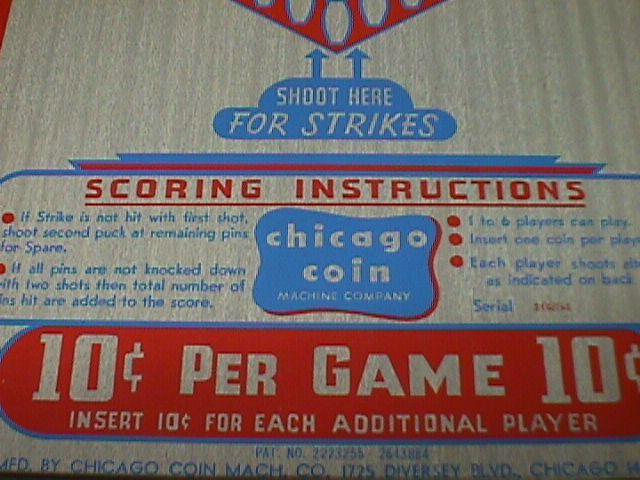 SHOOT HERE
FOR STRIKES
SCORING INSTRUCTIONS
If Strike is not hit with first shot,
shoot second puck at remaining pins
for Spare.
If all pins are not knocked down
with two shots then total number of
pins hit are added to the score.
chicago
coin
MACHINE COMPANY
1 to 6 players can play.
Insert one coin per
Each player shoots
as indicated on back
Serial
10¢ PER GAME 10¢
INSERT 10¢ FOR EACH ADDITIONAL PLAYER
PAT. NO. 2223255 2643884
MFD. BY CHICAGO COIN MACH. CO. 1725 DIVERSEY BLVD., CHICAGO